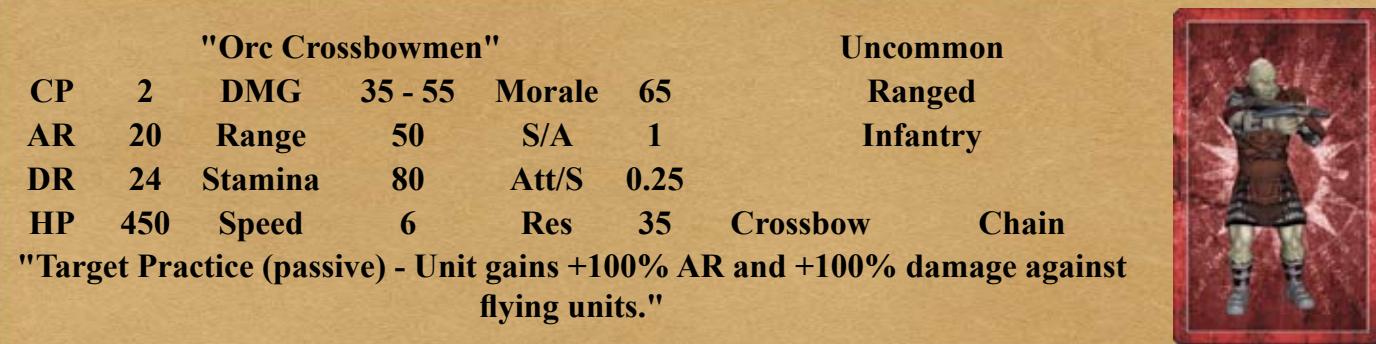 "Orc Crossbowmen" Uncommon
CP 2 DMG 35 - 55 Morale 65 Ranged
AR 20 Range 50 S/A 1 Infantry
DR 24 Stamina 80 Att/S 0.25
HP 450 Speed 6 Res 35 Crossbow Chain
"Target Practice (passive) - Unit gains +100% AR and +100% damage against
flying units."